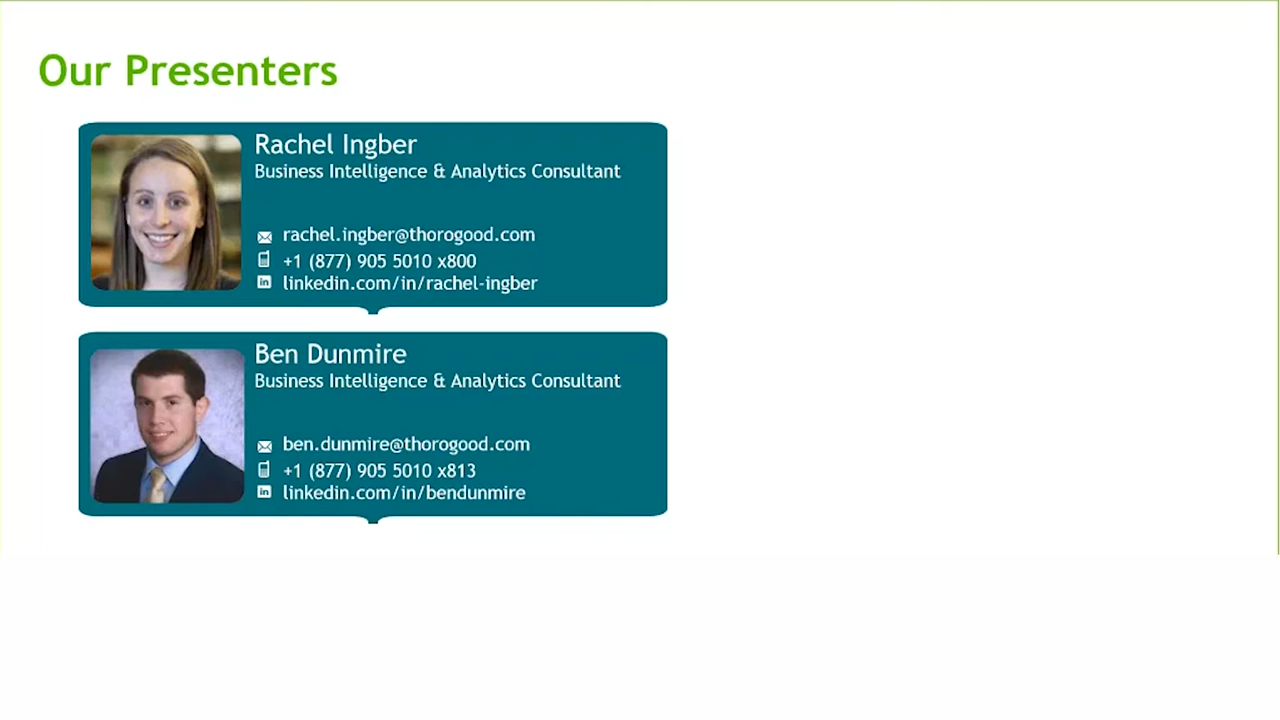 Our Presenters
Rachel Ingber
Business Intelligence & Analytics Consultant
rachel.ingber@thorogood.com
+1 (877) 905 5010 x800
linkedin.com/in/rachel-ingber
Ben Dunmire
Business Intelligence & Analytics Consultant
ben.dunmire@thorogood.com
+1 (877) 905 5010 x813
linkedin.com/in/bendunmire